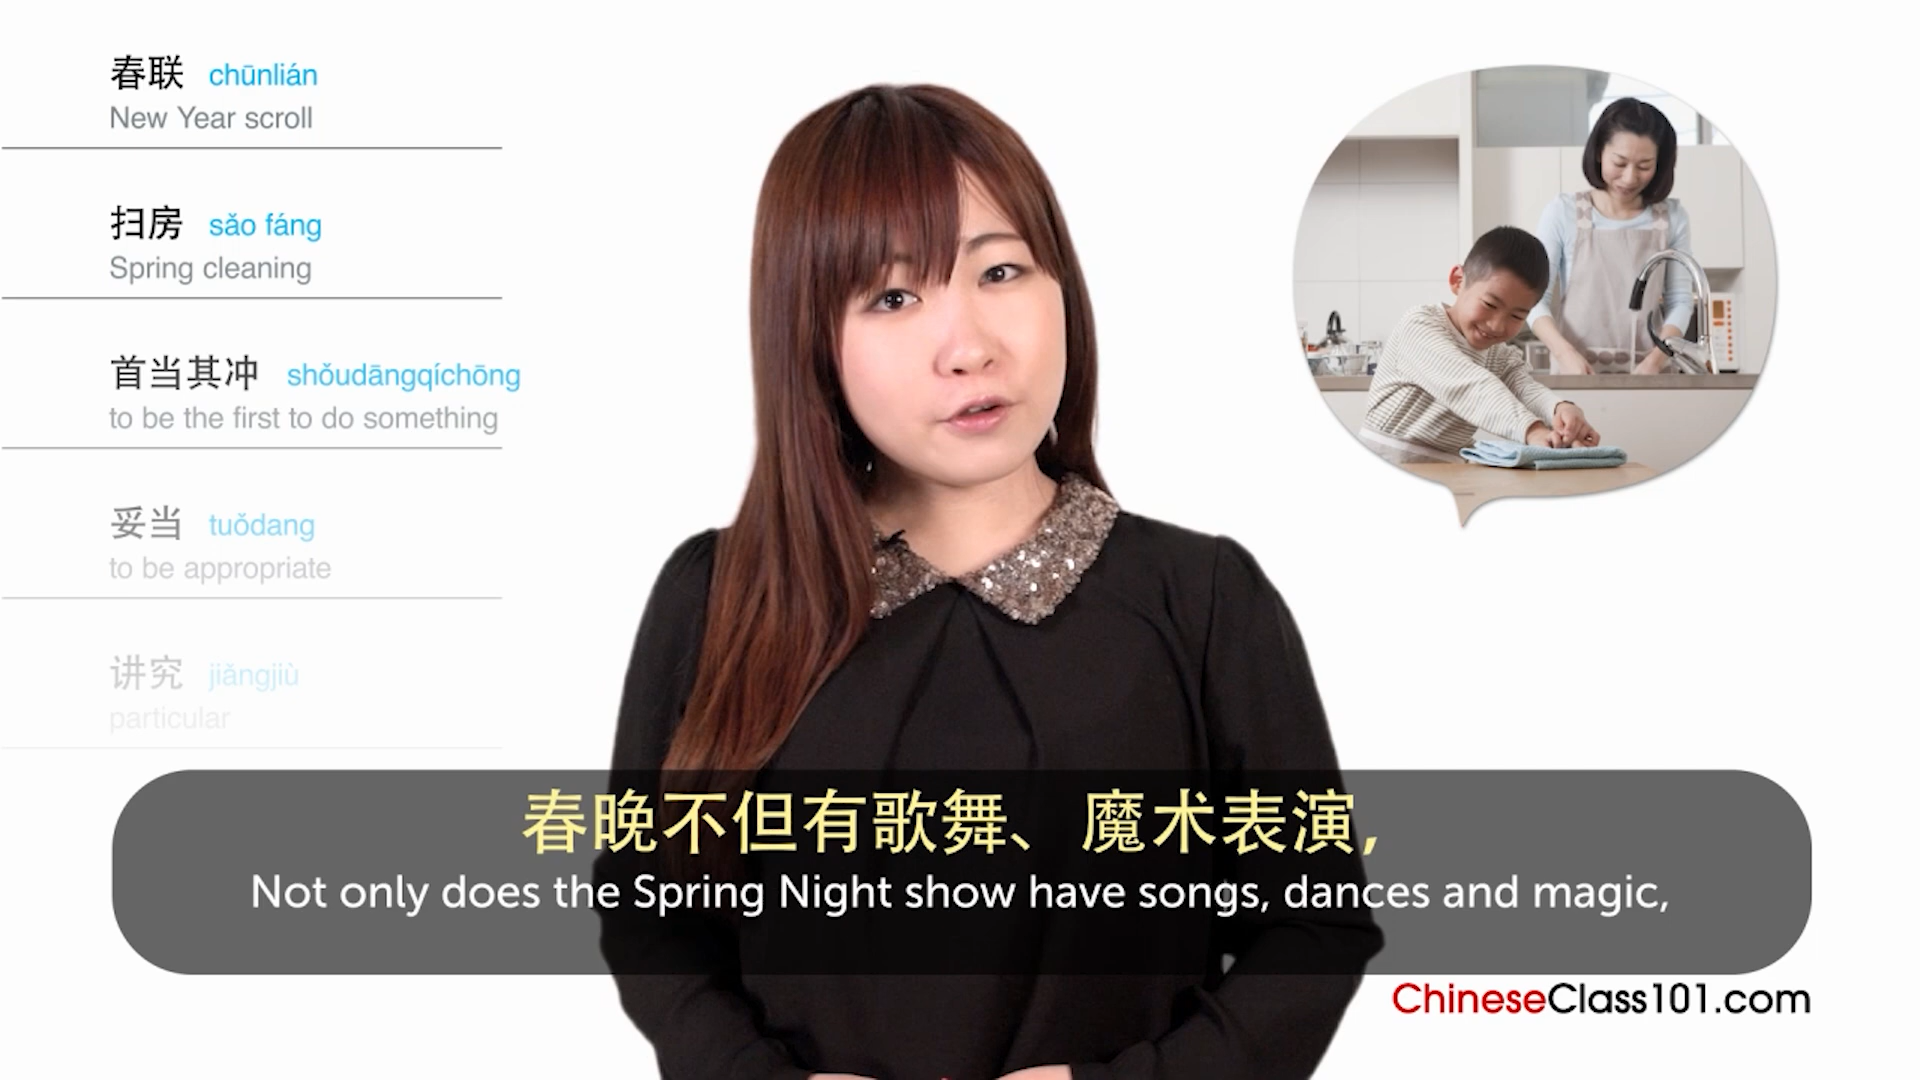 春联 chūnlián
New Year scroll
扫房 sǎo fáng
Spring cleaning
首当其冲 shǒudāngqíchōng
to be the first to do something
妥当 tuǒdang
to be appropriate
讲究 jiǎngjiù
particular
春晚不但有歌舞、魔术表演,
Not only does the Spring Night show have songs, dances and magic,
ChineseClass101.com